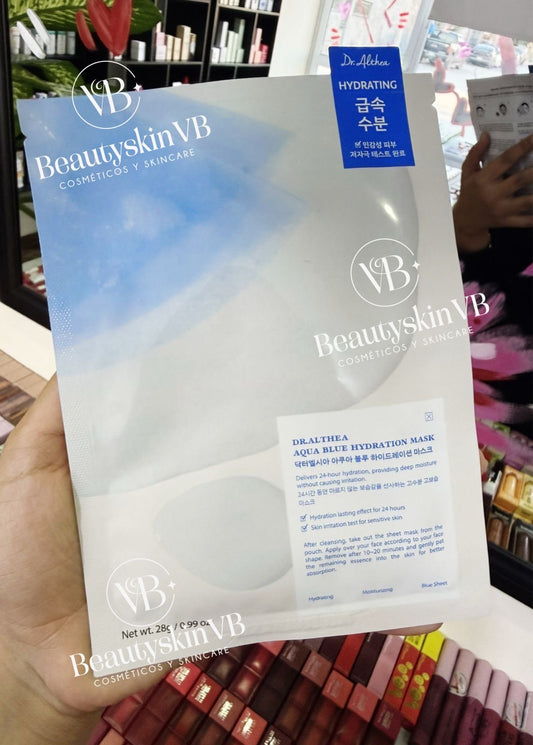 Dr.Althea
HYDRATING
급속
수분
민감성 피부
저자극 테스트 완료
VB
BeautyskinVB
COSMÉTICOS Y SKINCARE
VB
BeautyskinVB
COSMÉTICOS Y SKINCARE
DR.ALTHEA
AQUA BLUE HYDRATION MASK
닥터엘시아 아쿠아 블루 하이드레이션 마스크
Delivers 24-hour hydration, providing deep moisture
without causing irritation.
24시간 동안 마르지 않는 보습감을 선사하는 고수분 고보습
마스크
Hydration lasting effect for 24 hours
Skin irritation test for sensitive skin
After cleansing, take out the sheet mask from the
pouch. Apply over your face according to your face
shape. Remove after 10~20 minutes and gently pat
the remaining essence into the skin for better
absorption.
Hydrating Moisturizing Blue Sheet
VB
Net wt. 28g / 0.99 oz
BeautyskinVB
COSMÉTICOS Y SKINCARE